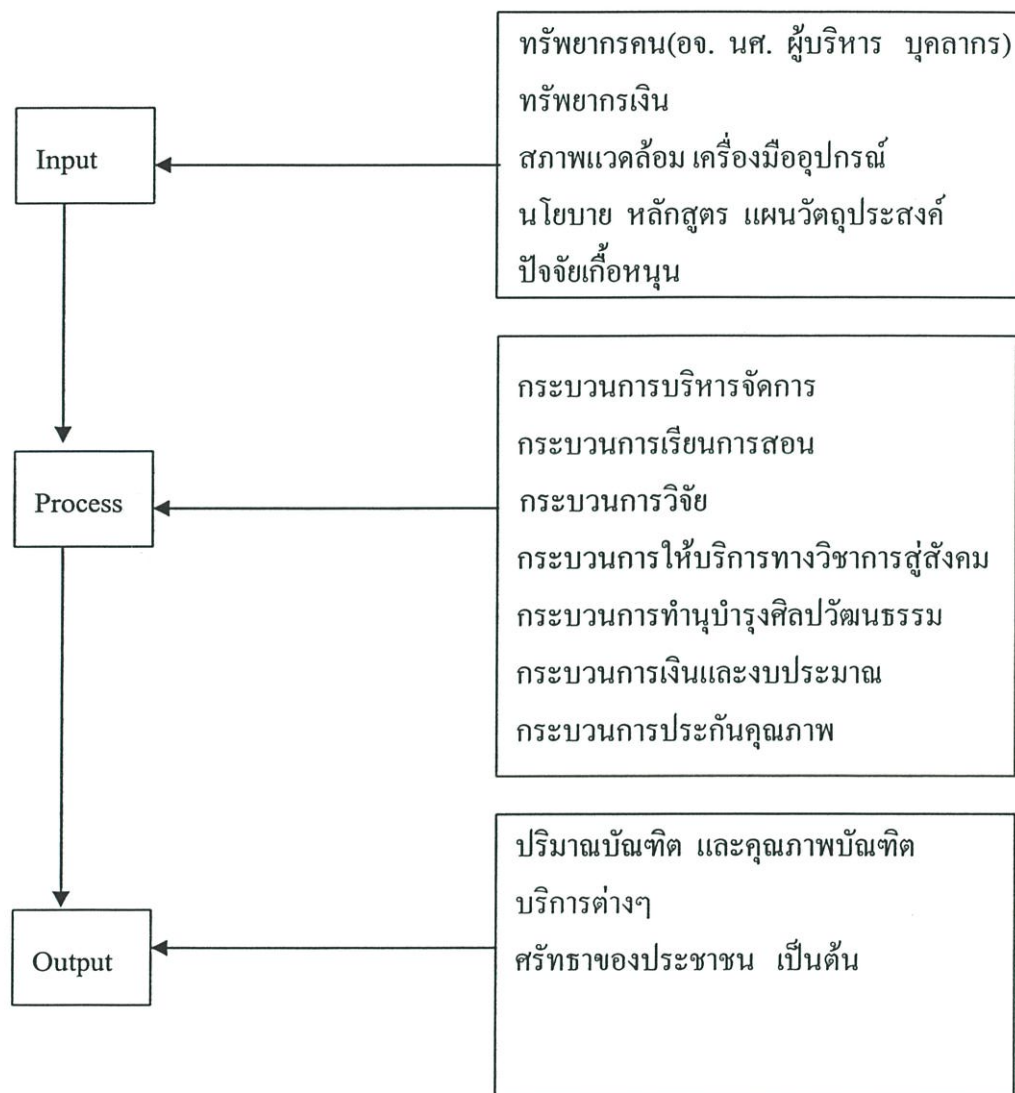 ทรัพยากรคน(อจ. นศ. ผู้บริหาร บุคลากร)
ทรัพยากรเงิน
สภาพแวดล้อม เครื่องมืออุปกรณ์
นโยบาย หลักสูตร แผนวัตถุประสงค์
ปัจจัยเกื้อหนุน
Input
กระบวนการบริหารจัดการ
กระบวนการเรียนการสอน
กระบวนการวิจัย
กระบวนการให้บริการทางวิชาการสู่สังคม
กระบวนการทำนุบำรุงศิลปวัฒนธรรม
กระบวนการเงินและงบประมาณ
กระบวนการประกันคุณภาพ
Process
ปริมาณบัณฑิต และคุณภาพบัณฑิต
บริการต่างๆ
ศรัทธาของประชาชน เป็นต้น
Output